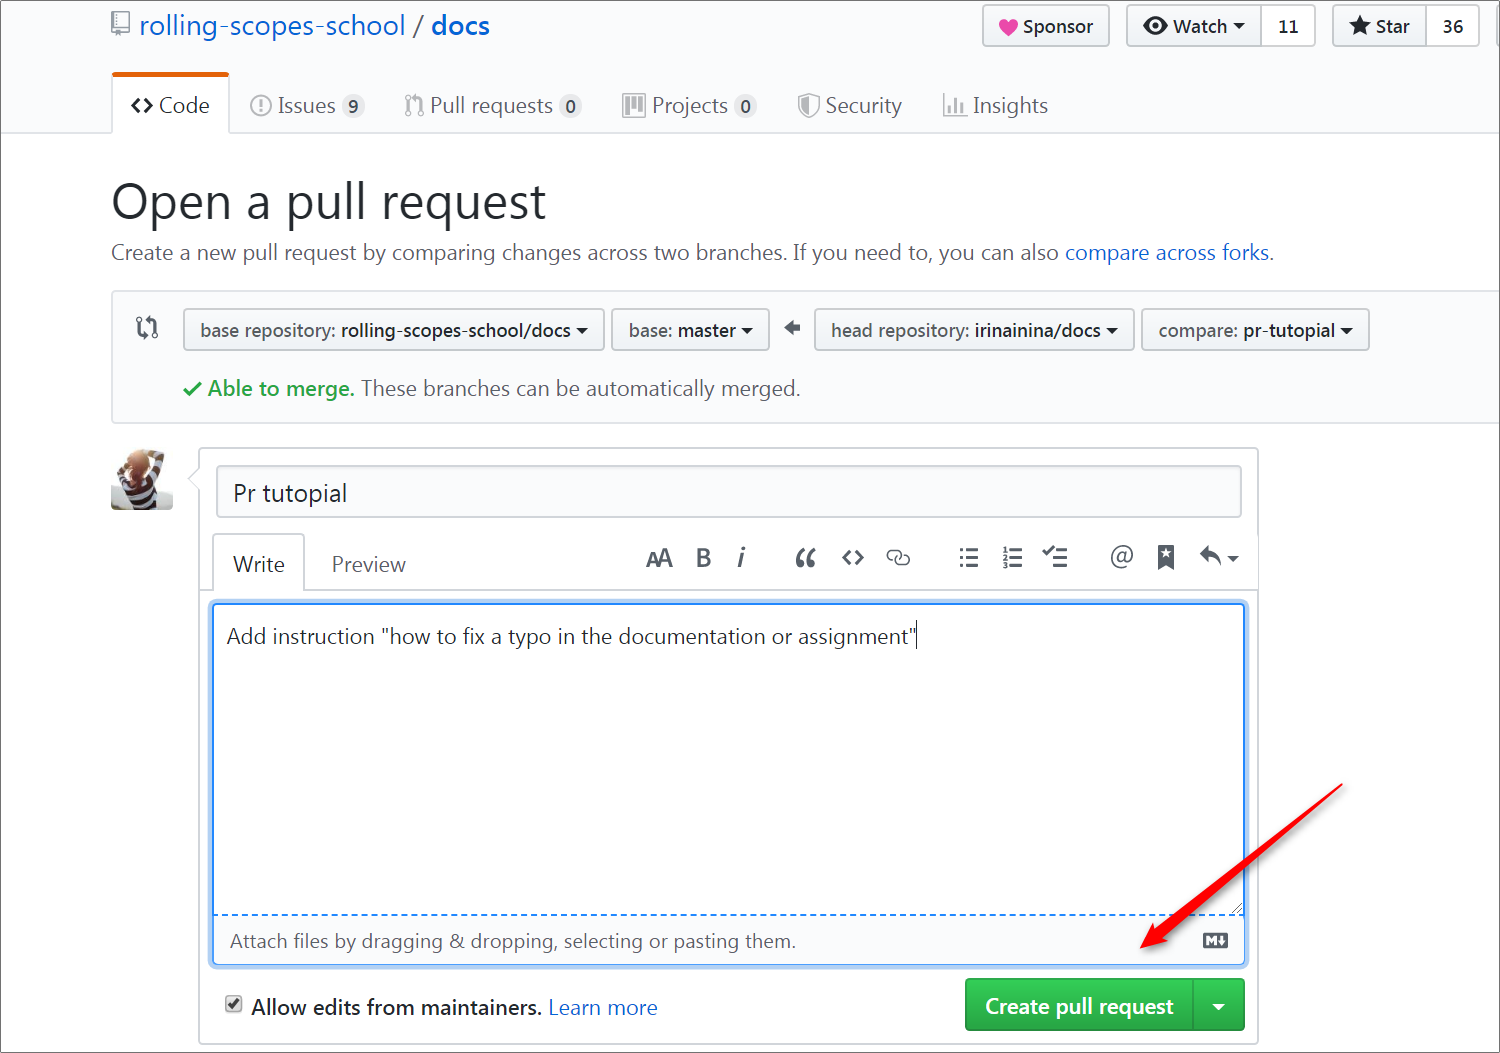 rolling-scopes-school / docs
Sponsor Watch 11 Star 36
Code Issues 9 Pull requests 0 Projects 0 Security Insights
Open a pull request
Create a new pull request by comparing changes across two branches. If you need to, you can also compare across forks.
base repository: rolling-scopes-school/docs base: master head repository: irinainina/docs compare: pr-tutopial
Able to merge. These branches can be automatically merged.
Pr tutopial
Write Preview AA B i “ <> 1 2 3 @
Add instruction "how to fix a typo in the documentation or assignment"
Attach files by dragging & dropping, selecting or pasting them. M
Allow edits from maintainers. Learn more Create pull request